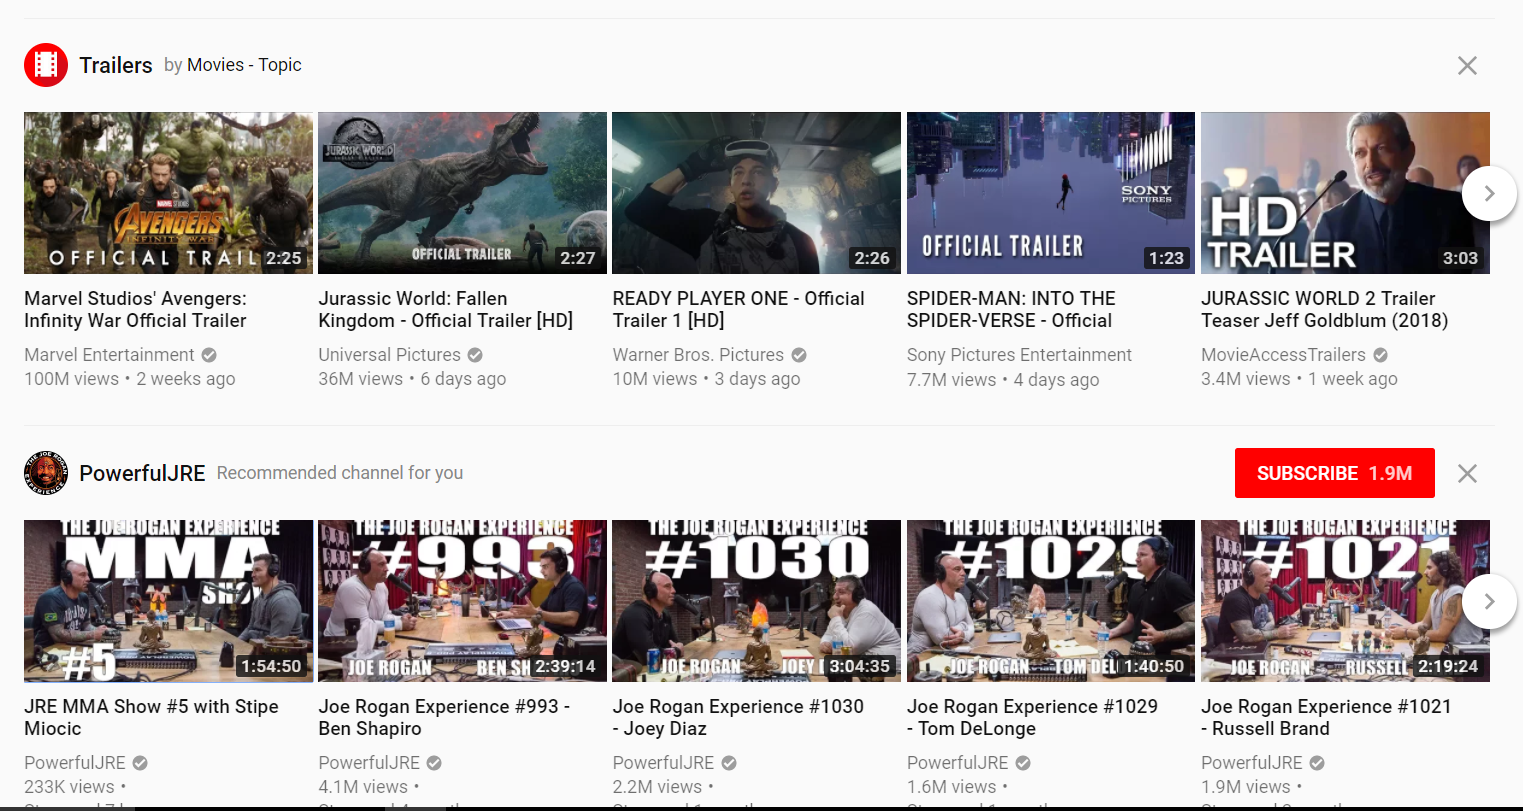 Trailers by Movies - Topic
JURASSIC WORLD
SONY
PICTURES
MARVEL STUDIOS
AVENGERS
INFINITY WAR
OFFICIAL TRAIL 2:25
OFFICIAL TRAILER 2:27
2:26
OFFICIAL TRAILER 1:23
HD
TRAILER 3:03
Marvel Studios' Avengers:
Infinity War Official Trailer
Marvel Entertainment
100M views • 2 weeks ago
Jurassic World: Fallen
Kingdom - Official Trailer [HD]
Universal Pictures
36M views • 6 days ago
READY PLAYER ONE - Official
Trailer 1 [HD]
Warner Bros. Pictures
10M views • 3 days ago
SPIDER-MAN: INTO THE
SPIDER-VERSE - Official
Sony Pictures Entertainment
7.7M views • 4 days ago
JURASSIC WORLD 2 Trailer
Teaser Jeff Goldblum (2018)
MovieAccessTrailers
3.4M views • 1 week ago
THE JOE ROGAN EXPERIENCE
PowerfulJRE Recommended channel for you
SUBSCRIBE 1.9M
THE JOE ROGAN EXPERIENCE
MMA
SHOW
#5 1:54:50
THE JOE ROGAN EXPERIENCE
#993
JOE ROGAN BEN SH 2:39:14
THE JOE ROGAN EXPERIENCE
#1030
JOE ROGAN JOEY 3:04:35
THE JOE ROGAN EXPERIENCE
#1029
JOE ROGAN TOM DEL 1:40:50
THE JOE ROGAN EXPERIENCE
#1021
JOE ROGAN RUSSELL 2:19:24
JRE MMA Show #5 with Stipe
Miocic
PowerfulJRE
233K views •
Joe Rogan Experience #993 -
Ben Shapiro
PowerfulJRE
4.1M views •
Joe Rogan Experience #1030
- Joey Diaz
PowerfulJRE
2.2M views •
Joe Rogan Experience #1029
- Tom DeLonge
PowerfulJRE
1.6M views •
Joe Rogan Experience #1021
- Russell Brand
PowerfulJRE
1.9M views •